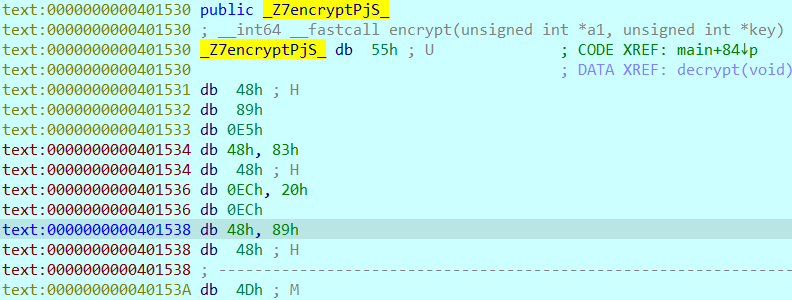 text:0000000000401530 public _Z7encryptPjS_
text:0000000000401530 ; __int64 __fastcall encrypt(unsigned int *a1, unsigned int *key)
text:0000000000401530 _Z7encryptPjS_ db 55h ; U ; CODE XREF: main+84↓p
text:0000000000401530 ; DATA XREF: decrypt(void)
text:0000000000401531 db 48h ; H
text:0000000000401532 db 89h
text:0000000000401533 db 0E5h
text:0000000000401534 db 48h, 83h
text:0000000000401534 db 48h ; H
text:0000000000401536 db 0ECh, 20h
text:0000000000401536 db 0ECh
text:0000000000401538 db 48h, 89h
text:0000000000401538 db 48h ; H
text:0000000000401538 ; ---------------------------------------------------------------------------
text:000000000040153A db 4Dh ; M